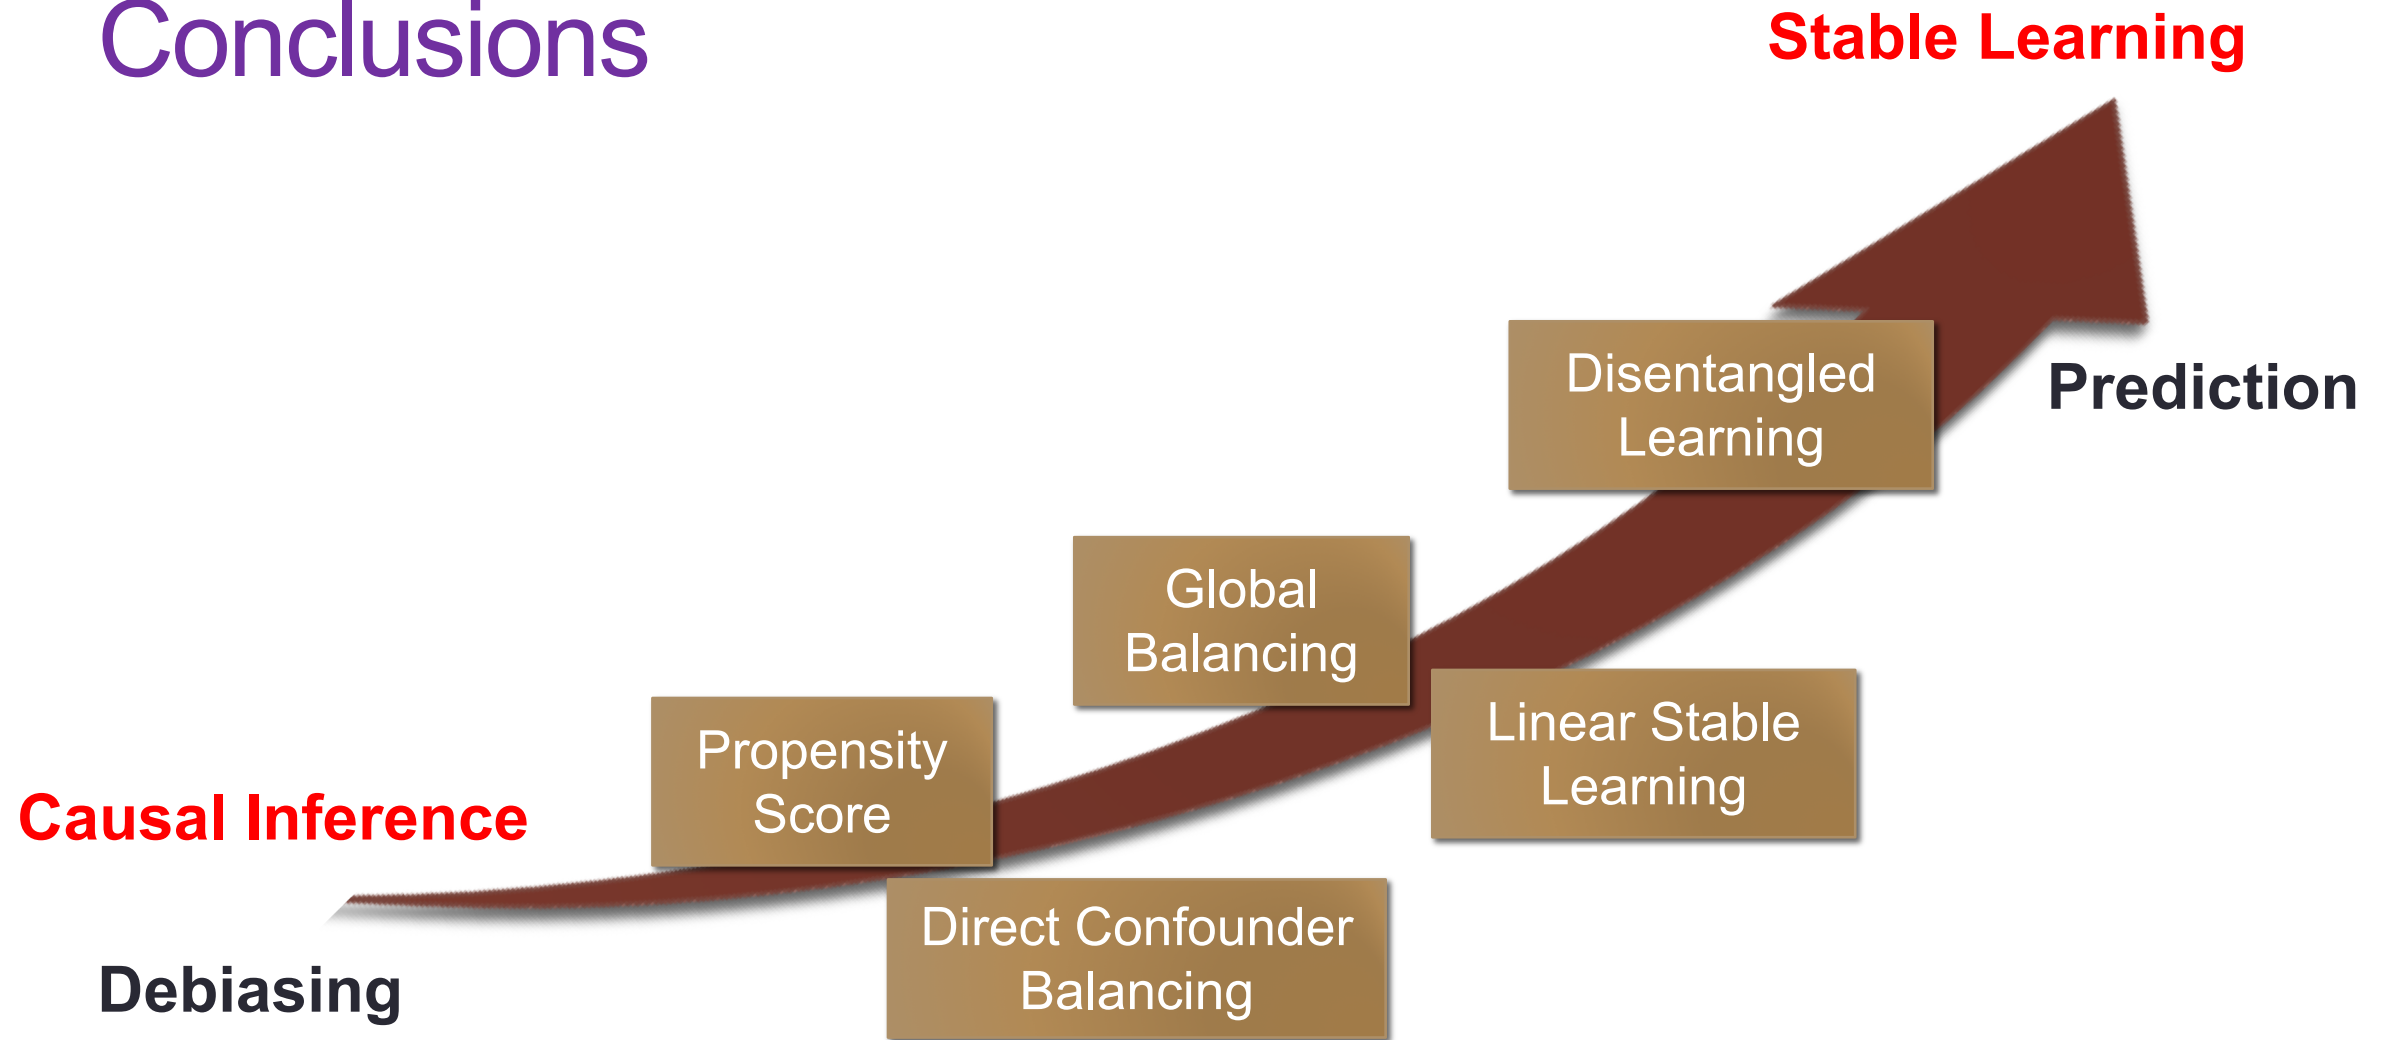 Conclusions
Stable Learning
Disentangled
Learning
Prediction
Global
Balancing
Linear Stable
Learning
Propensity
Score
Causal Inference
Direct Confounder
Balancing
Debiasing